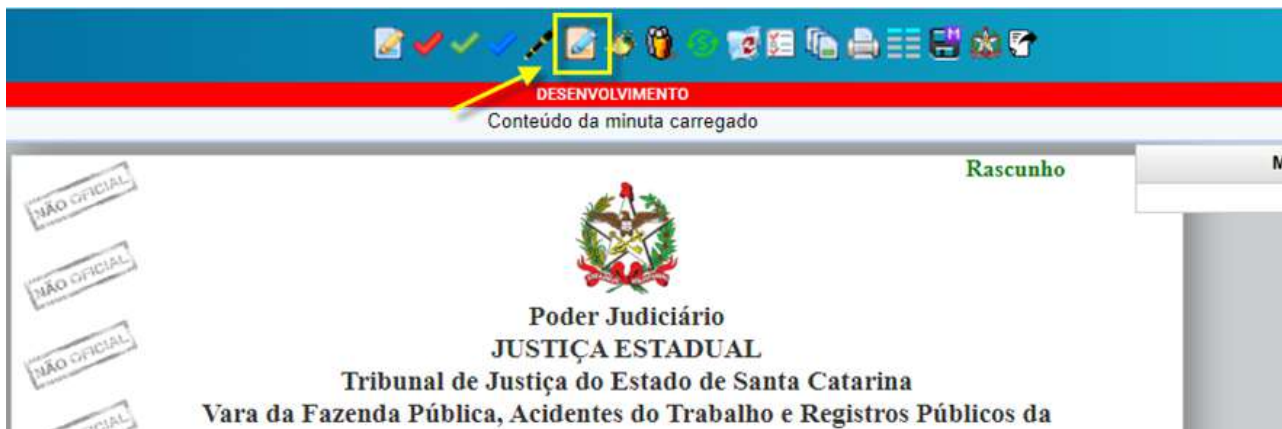 DESENVOLVIMENTO
Conteúdo da minuta carregado
Rascunho
M
NÃO OFICIAL
NÃO OFICIAL
NÃO OFICIAL
Poder Judiciário
JUSTIÇA ESTADUAL
Tribunal de Justiça do Estado de Santa Catarina
Vara da Fazenda Pública, Acidentes do Trabalho e Registros Públicos da